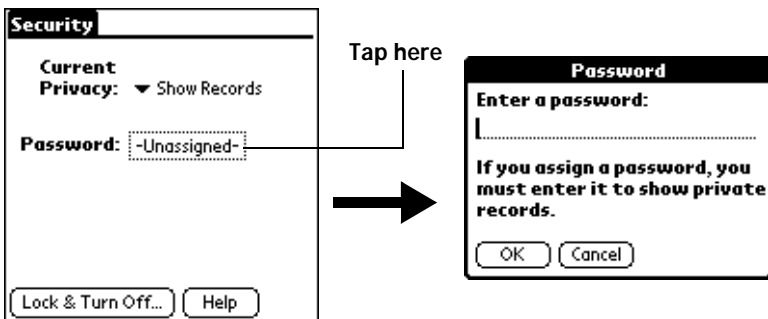 Security
Current
Privacy: Show Records
Password: -Unassigned-
Lock & Turn Off... Help
Tap here
Password
Enter a password:
If you assign a password, you
must enter it to show private
records.
OK Cancel